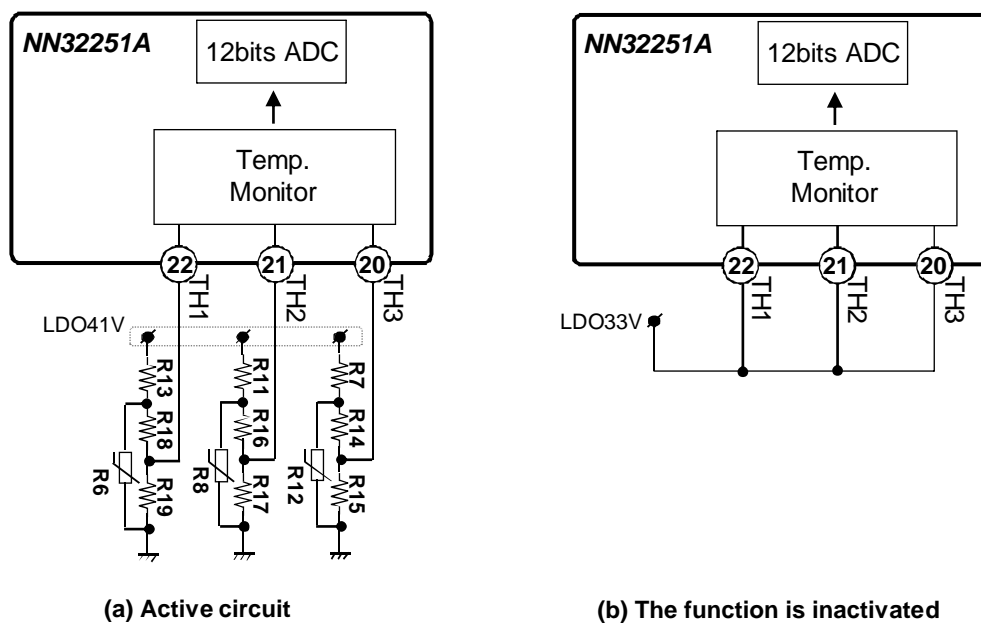 NN32251A
12bits ADC
Temp.
Monitor
22
21
20
TH1
TH2
TH3
LDO41V
R13
R11
R7
R18
R16
R14
R6
R8
R12
R19
R17
R15
(a) Active circuit
NN32251A
12bits ADC
Temp.
Monitor
22
21
20
TH1
TH2
TH3
LDO33V
(b) The function is inactivated